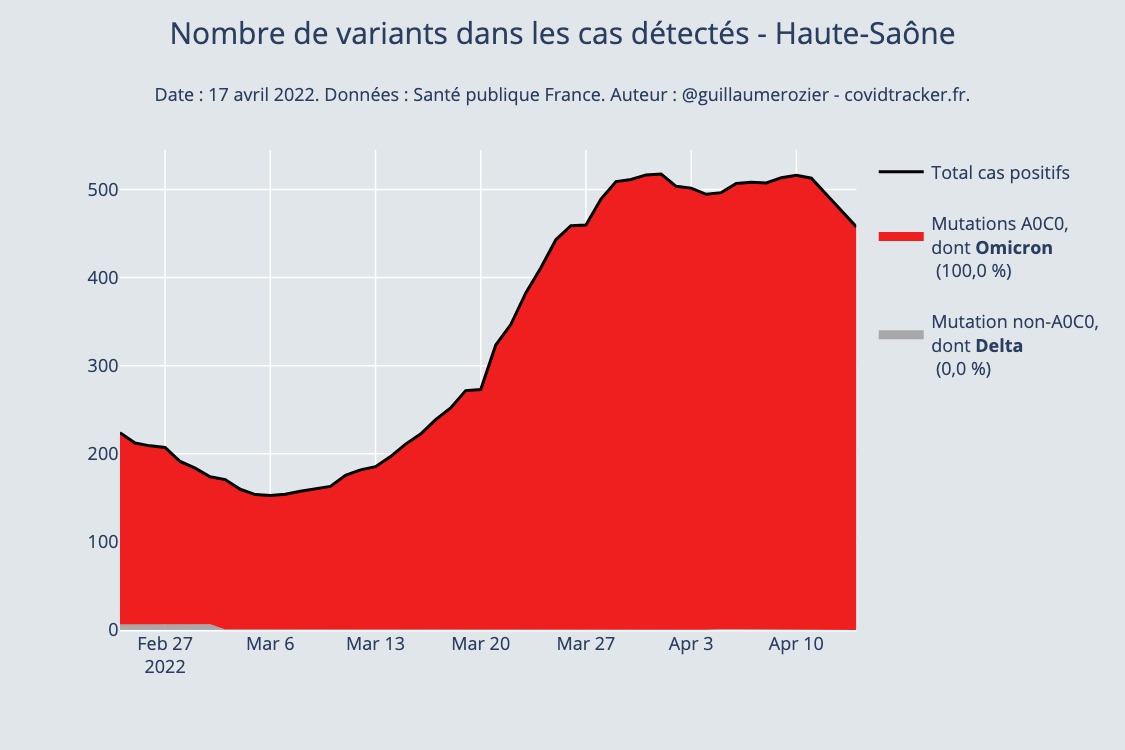 Nombre de variants dans les cas détectés - Haute-Saône
Date : 17 avril 2022. Données : Santé publique France. Auteur : @guillaumerozier - covidtracker.fr.
Total cas positifs
Mutations A0C0,
dont Omicron
(100,0 %)
Mutation non-A0C0,
dont Delta
(0,0 %)
500
400
300
200
100
0
Feb 27
2022
Mar 6
Mar 13
Mar 20
Mar 27
Apr 3
Apr 10